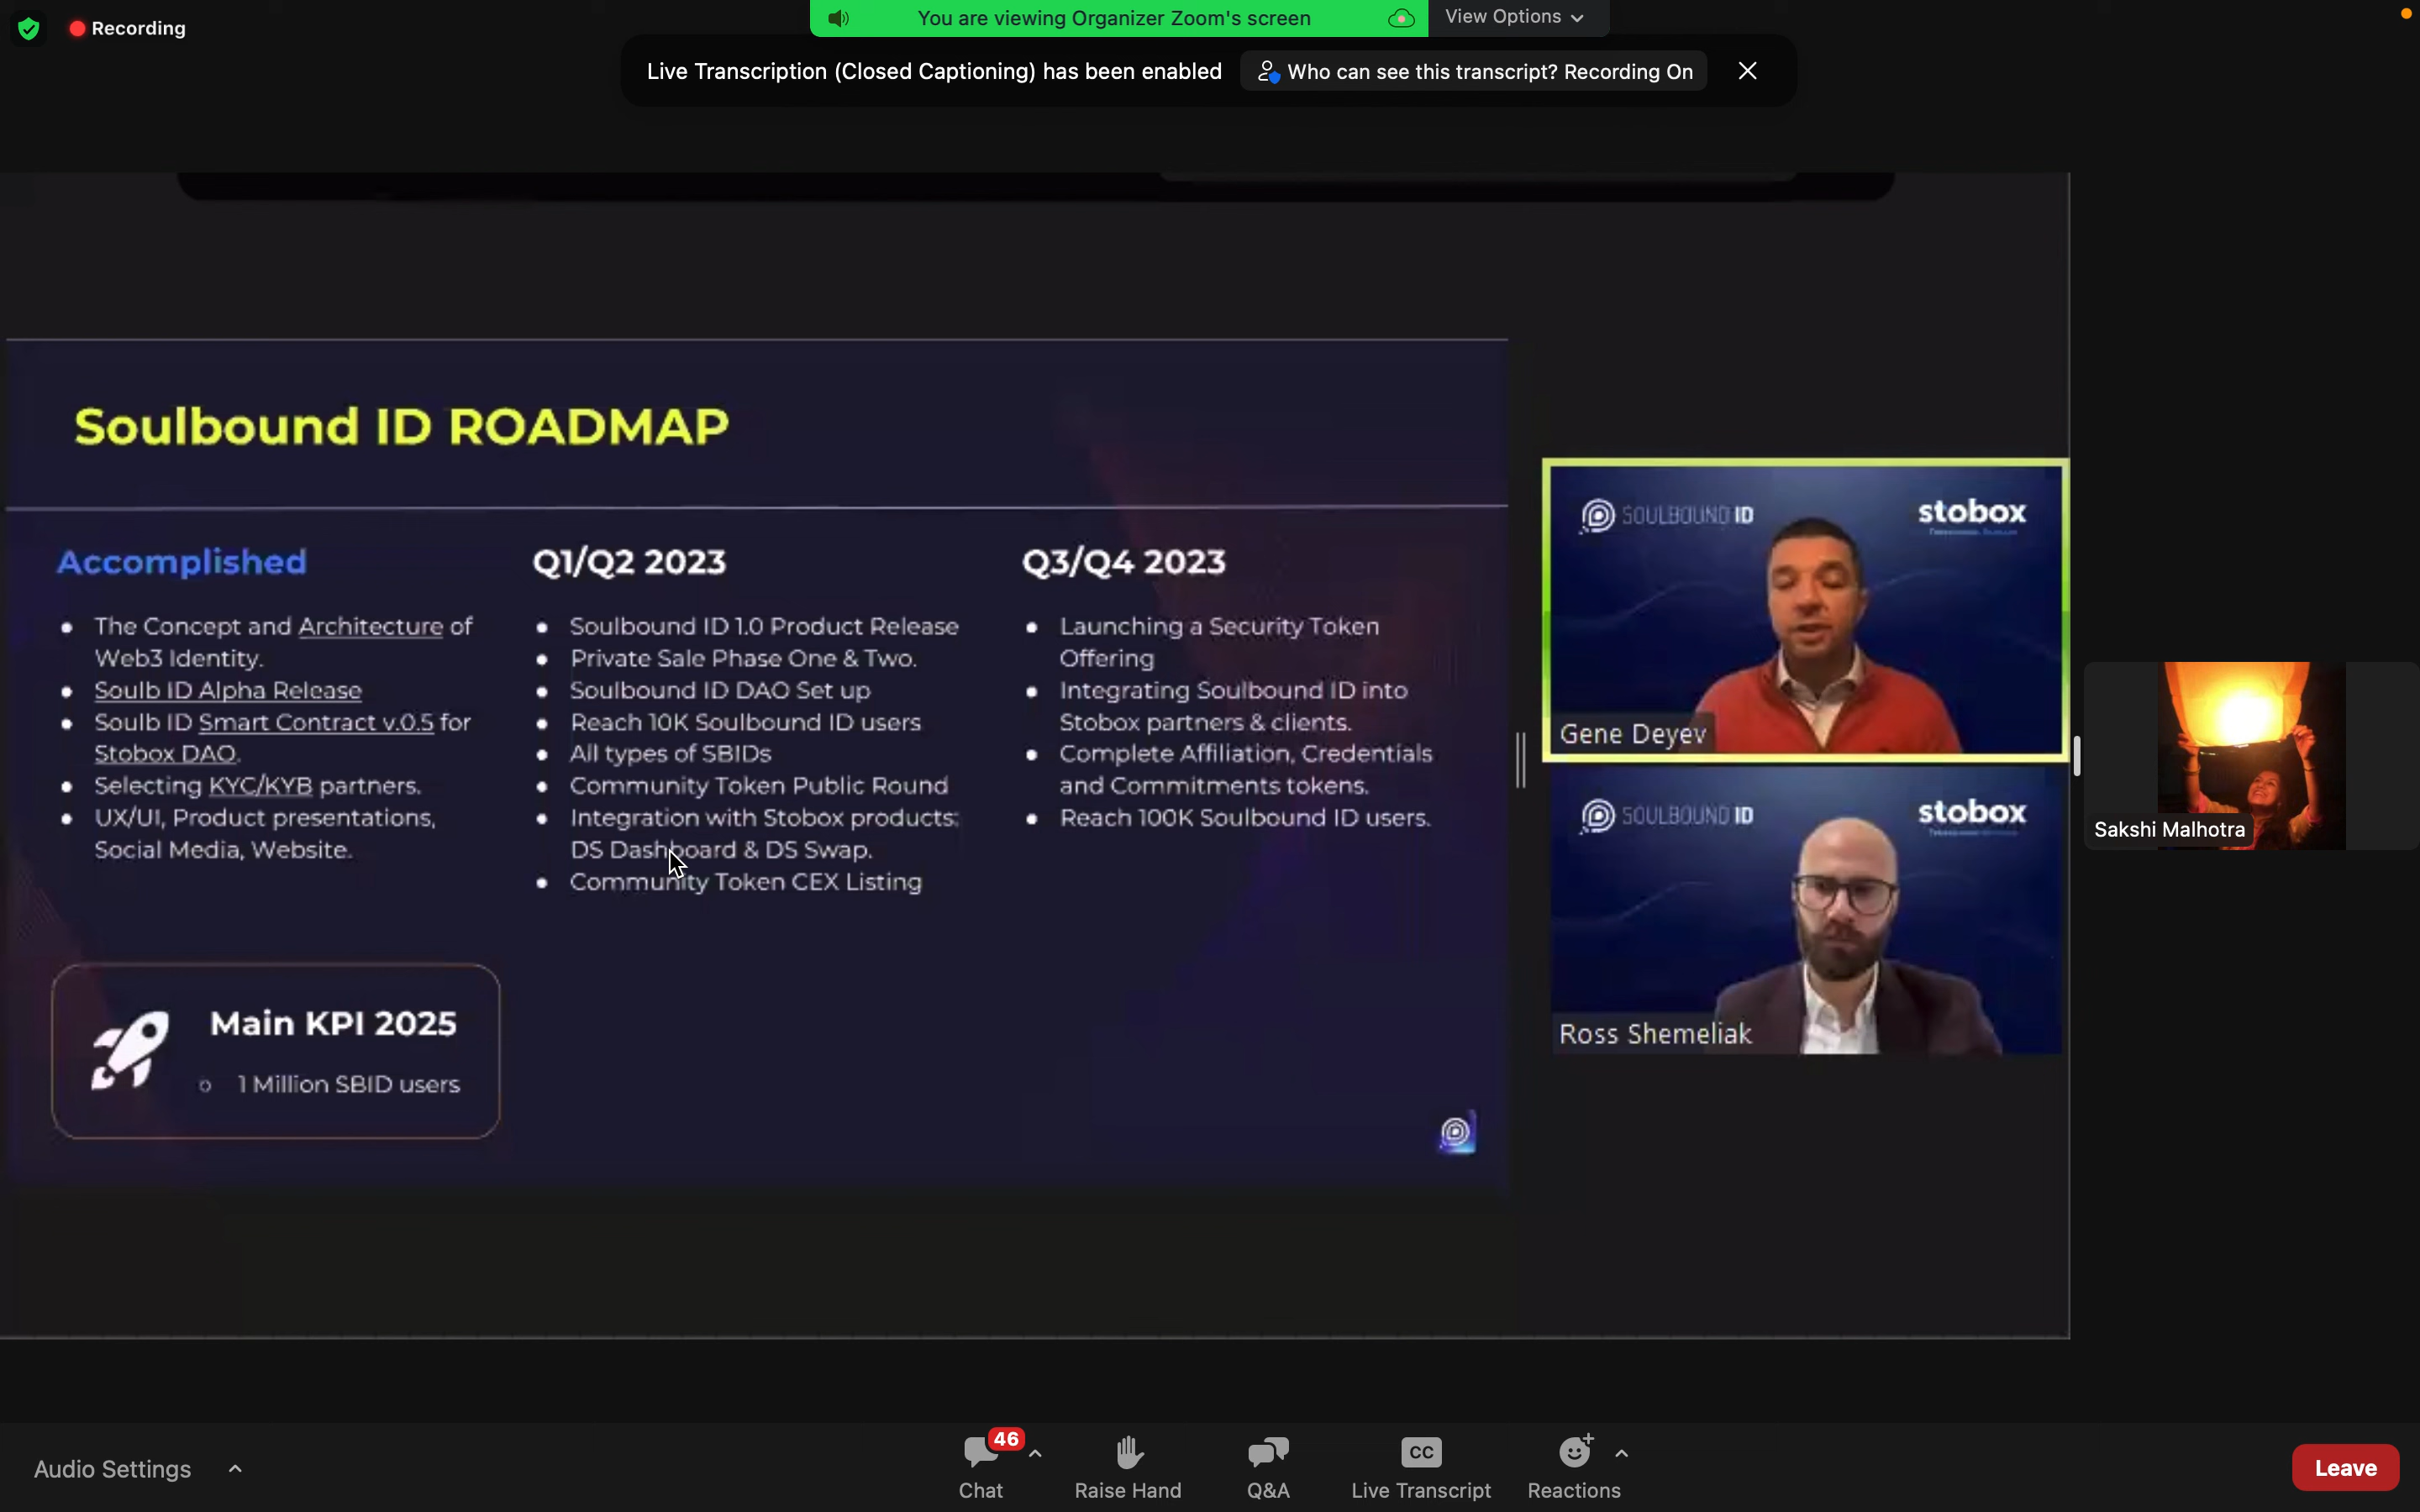 Recording
You are viewing Organizer Zoom's screen
View Options
Live Transcription (Closed Captioning) has been enabled
Who can see this transcript? Recording On
Soulbound ID ROADMAP
Accomplished
The Concept and Architecture of
Web3 Identity.
Soulb ID Alpha Release
Soulb ID Smart Contract v.0.5 for
Stobox DAO.
Selecting KYC/KYB partners.
UX/UI, Product presentations,
Social Media, Website.
Q1/Q2 2023
Soulbound ID 1.0 Product Release
Private Sale Phase One & Two.
Soulbound ID DAO Set up
Reach 10K Soulbound ID users
All types of SBIDs
Community Token Public Round
Integration with Stobox products:
DS Dashboard & DS Swap.
Community Token CEX Listing
Q3/Q4 2023
Launching a Security Token
Offering
Integrating Soulbound ID into
Stobox partners & clients.
Complete Affiliation, Credentials
and Commitments tokens.
Reach 100K Soulbound ID users.
Main KPI 2025
1 Million SBID users
SOULBOUND ID
stobox
Gene Deyev
SOULBOUND ID
stobox
Ross Shemeliak
Sakshi Malhotra
Audio Settings
46
Chat
Raise Hand
Q&A
CC
Live Transcript
Reactions
Leave